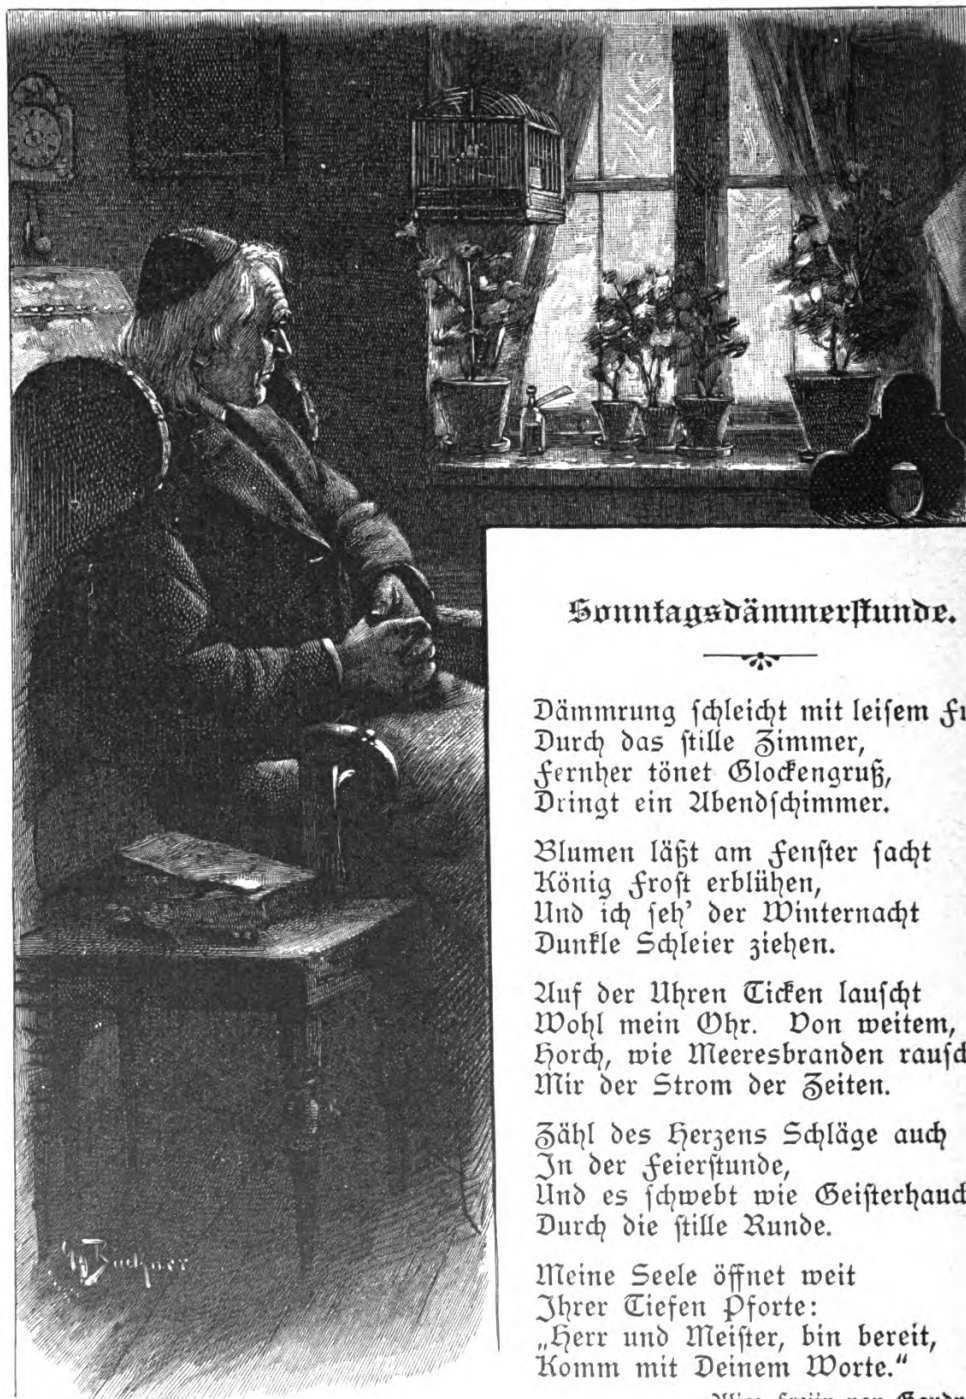 Sonntagsdämmerstunde.
Dämmrung schleicht mit leisem
Durch das stille Zimmer,
Fernher tönet Glockengruß,
Dringt ein Abendschimmer.
Blumen läßt am Fenster sacht
König Frost erblühen,
Und ich seh' der Winternacht
Dunkle Schleier ziehen.
Auf der Uhren Ticken lauscht
Wohl mein Ohr. Von weitem,
Horch, wie Meeresbranden rausch
Mir der Strom der Zeiten.
Zähl des Herzens Schläge auch
In der Feierstunde,
Und es schwebt wie Geisterhauch
Durch die stille Runde.
Meine Seele öffnet weit
Ihrer Tiefen Pforte:
„Herr und Meister, bin bereit,
Komm mit Deinem Worte.“